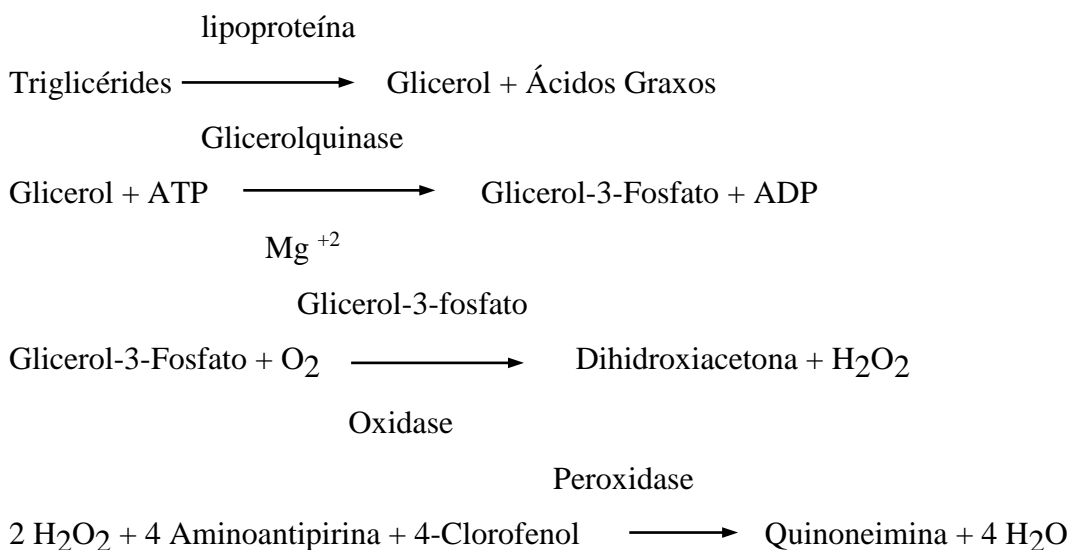 lipoproteína
Triglicérides Glicerol + Ácidos Graxos
Glicerolquinase
Glicerol + ATP Glicerol-3-Fosfato + ADP
Mg +2
Glicerol-3-fosfato
Glicerol-3-Fosfato + O2 Dihidroxiacetona + H2O2
Oxidase
Peroxidase
2 H2O2 + 4 Aminoantipirina + 4-Clorofenol Quinoneimina + 4 H2O